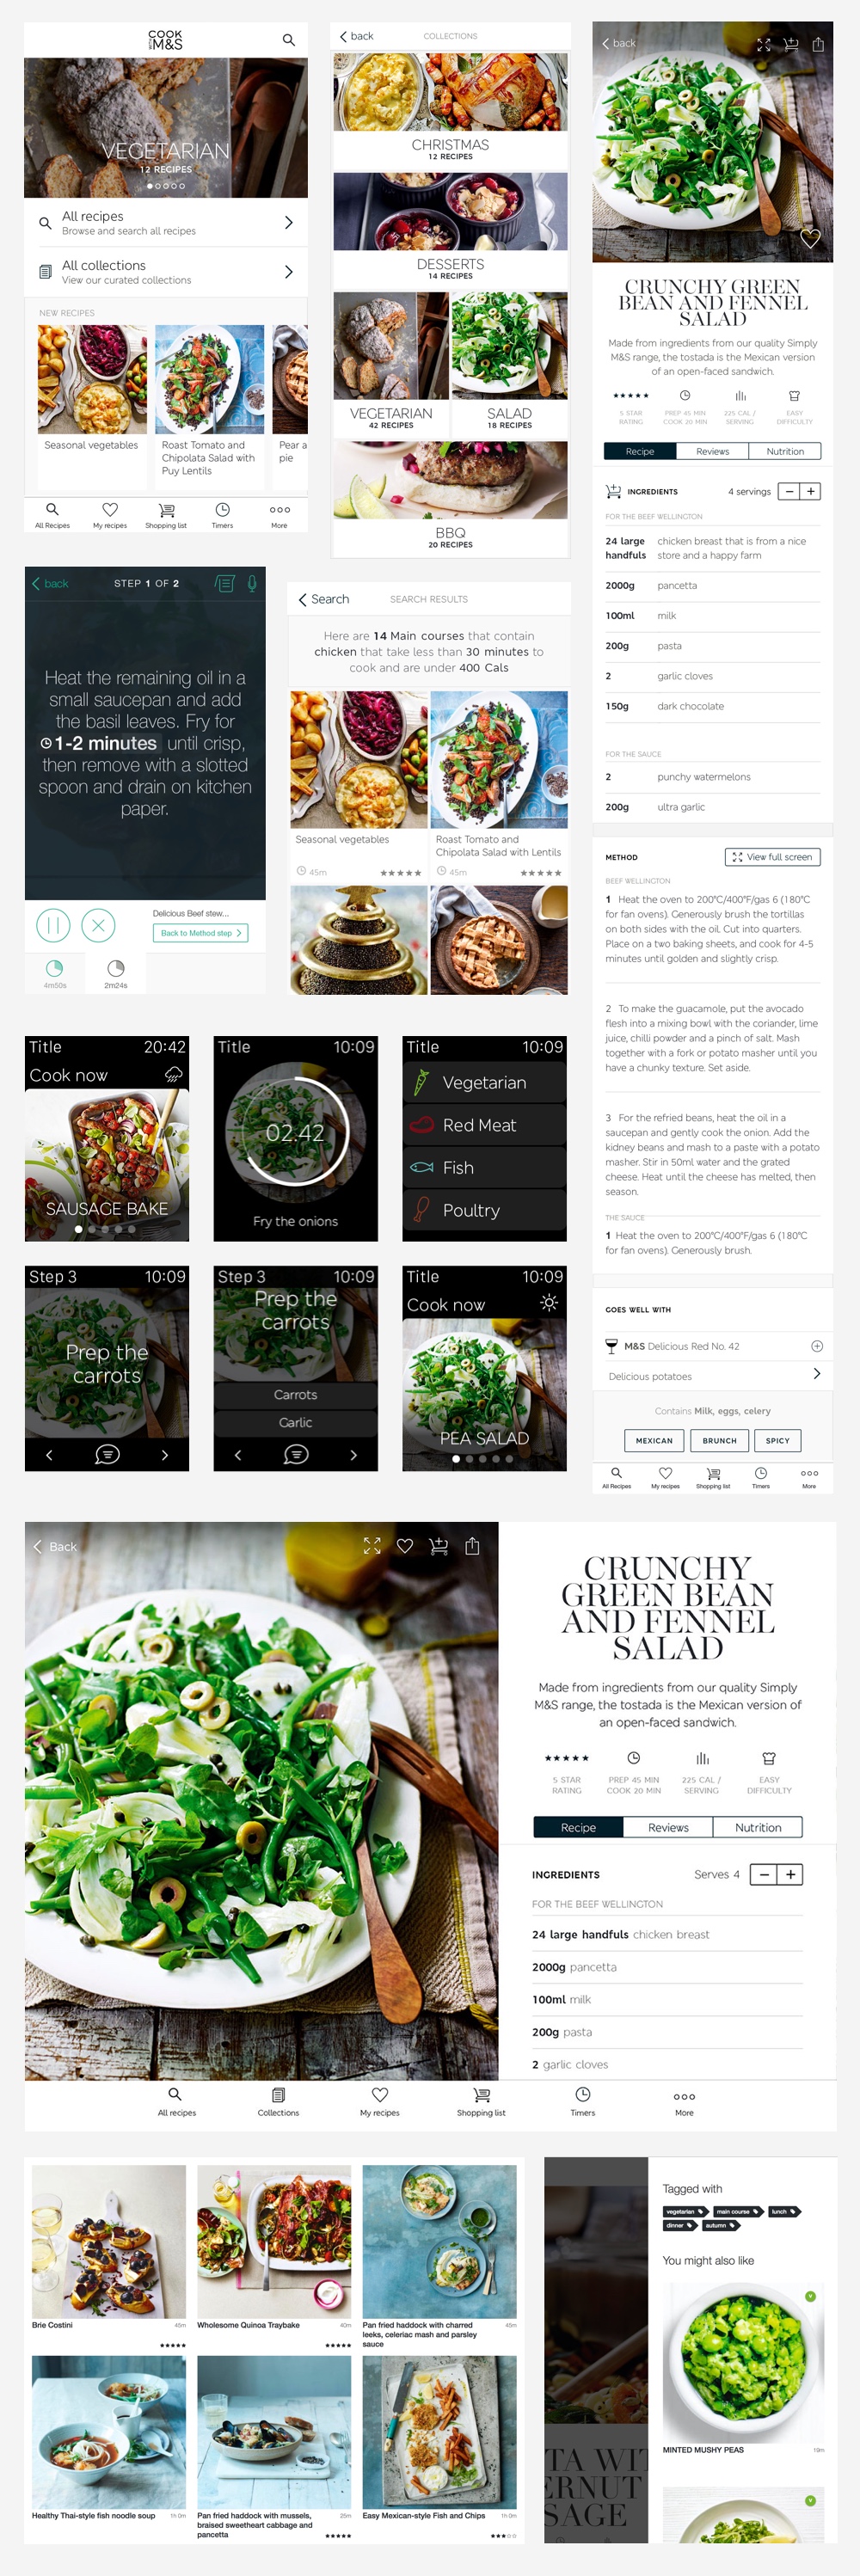 COOK
WITH
M&S
VEGETARIAN
12 RECIPES
All recipes
Browse and search all recipes
All collections
View our curated collections
NEW RECIPES
Seasonal vegetables
Roast Tomato and
Chipolata Salad with
Puy Lentils
Pear a
pie
All Recipes
My recipes
Shopping list
Timers
More
back
COLLECTIONS
CHRISTMAS
12 RECIPES
DESSERTS
14 RECIPES
VEGETARIAN
42 RECIPES
SALAD
18 RECIPES
BBQ
20 RECIPES
back
CRUNCHY GREEN
BEAN AND FENNEL
SALAD
Made from ingredients from our quality Simply
M&S range, the tostada is the Mexican version
of an open-faced sandwich.
5 STAR
RATING
PREP 45 MIN
COOK 20 MIN
225 CAL /
SERVING
EASY
DIFFICULTY
Recipe
Reviews
Nutrition
INGREDIENTS
4 servings
FOR THE BEEF WELLINGTON
24 large
handfuls
chicken breast that is from a nice
store and a happy farm
2000g pancetta
100ml milk
200g pasta
2 garlic cloves
150g dark chocolate
FOR THE SAUCE
2 punchy watermelons
200g ultra garlic
METHOD
View full screen
BEEF WELLINGTON
1 Heat the oven to 200°C/400°F/gas 6 (180°C
for fan ovens). Generously brush the tortillas
on both sides with the oil. Cut into quarters.
Place on a two baking sheets, and cook for 4-5
minutes until golden and slightly crisp.
2 To make the guacamole, put the avocado
flesh into a mixing bowl with the coriander, lime
juice, chilli powder and a pinch of salt. Mash
together with a fork or potato masher until you
have a chunky texture. Set aside.
3 For the refried beans, heat the oil in a
saucepan and gently cook the onion. Add the
kidney beans and mash to a paste with a potato
masher. Stir in 50ml water and the grated
cheese. Heat until the cheese has melted, then
season.
THE SAUCE
1 Heat the oven to 200°C/400°F/gas 6 (180°C
for fan ovens). Generously brush.
GOES WELL WITH
M&S Delicious Red No. 42
Delicious potatoes
Contains Milk, eggs, celery
MEXICAN
BRUNCH
SPICY
All Recipes
My recipes
Shopping list
Timers
More
back
STEP 1 OF 2
Heat the remaining oil in a
small saucepan and add
the basil leaves. Fry for
1-2 minutes until crisp,
then remove with a slotted
spoon and drain on kitchen
paper.
Delicious Beef stew...
Back to Method step
4m50s
2m24s
Search
SEARCH RESULTS
Here are 14 Main courses that contain
chicken that take less than 30 minutes to
cook and are under 400 Cals
Seasonal vegetables
45m
Roast Tomato and
Chipolata Salad with Lentils
45m
Title 20:42
Cook now
SAUSAGE BAKE
Title 10:09
02:42
Fry the onions
Title 10:09
Vegetarian
Red Meat
Fish
Poultry
Step 3 10:09
Prep the
carrots
Step 3 10:09
Prep the
carrots
Carrots
Garlic
Title 10:09
Cook now
PEA SALAD
Back
CRUNCHY
GREEN BEAN
AND FENNEL
SALAD
Made from ingredients from our quality Simply
M&S range, the tostada is the Mexican version of
an open-faced sandwich.
5 STAR
RATING
PREP 45 MIN
COOK 20 MIN
225 CAL /
SERVING
EASY
DIFFICULTY
Recipe
Reviews
Nutrition
INGREDIENTS
Serves 4
FOR THE BEEF WELLINGTON
24 large handfuls chicken breast
2000g pancetta
100ml milk
200g pasta
2 garlic cloves
All recipes
Collections
My recipes
Shopping list
Timers
More
Brie Costini
45m
Wholesome Quinoa Traybake
40m
Pan fried haddock with charred
leeks, celeriac mash and parsley
sauce
45m
Healthy Thai-style fish noodle soup
1h 0m
Pan fried haddock with mussels,
braised sweetheart cabbage and
pancetta
25m
Easy Mexican-style Fish and Chips
1h 0m
TA WIT
ERNUT
SAGE
Tagged with
vegetarian
main course
lunch
dinner
autumn
You might also like
V
MINTED MUSHY PEAS
19m
V